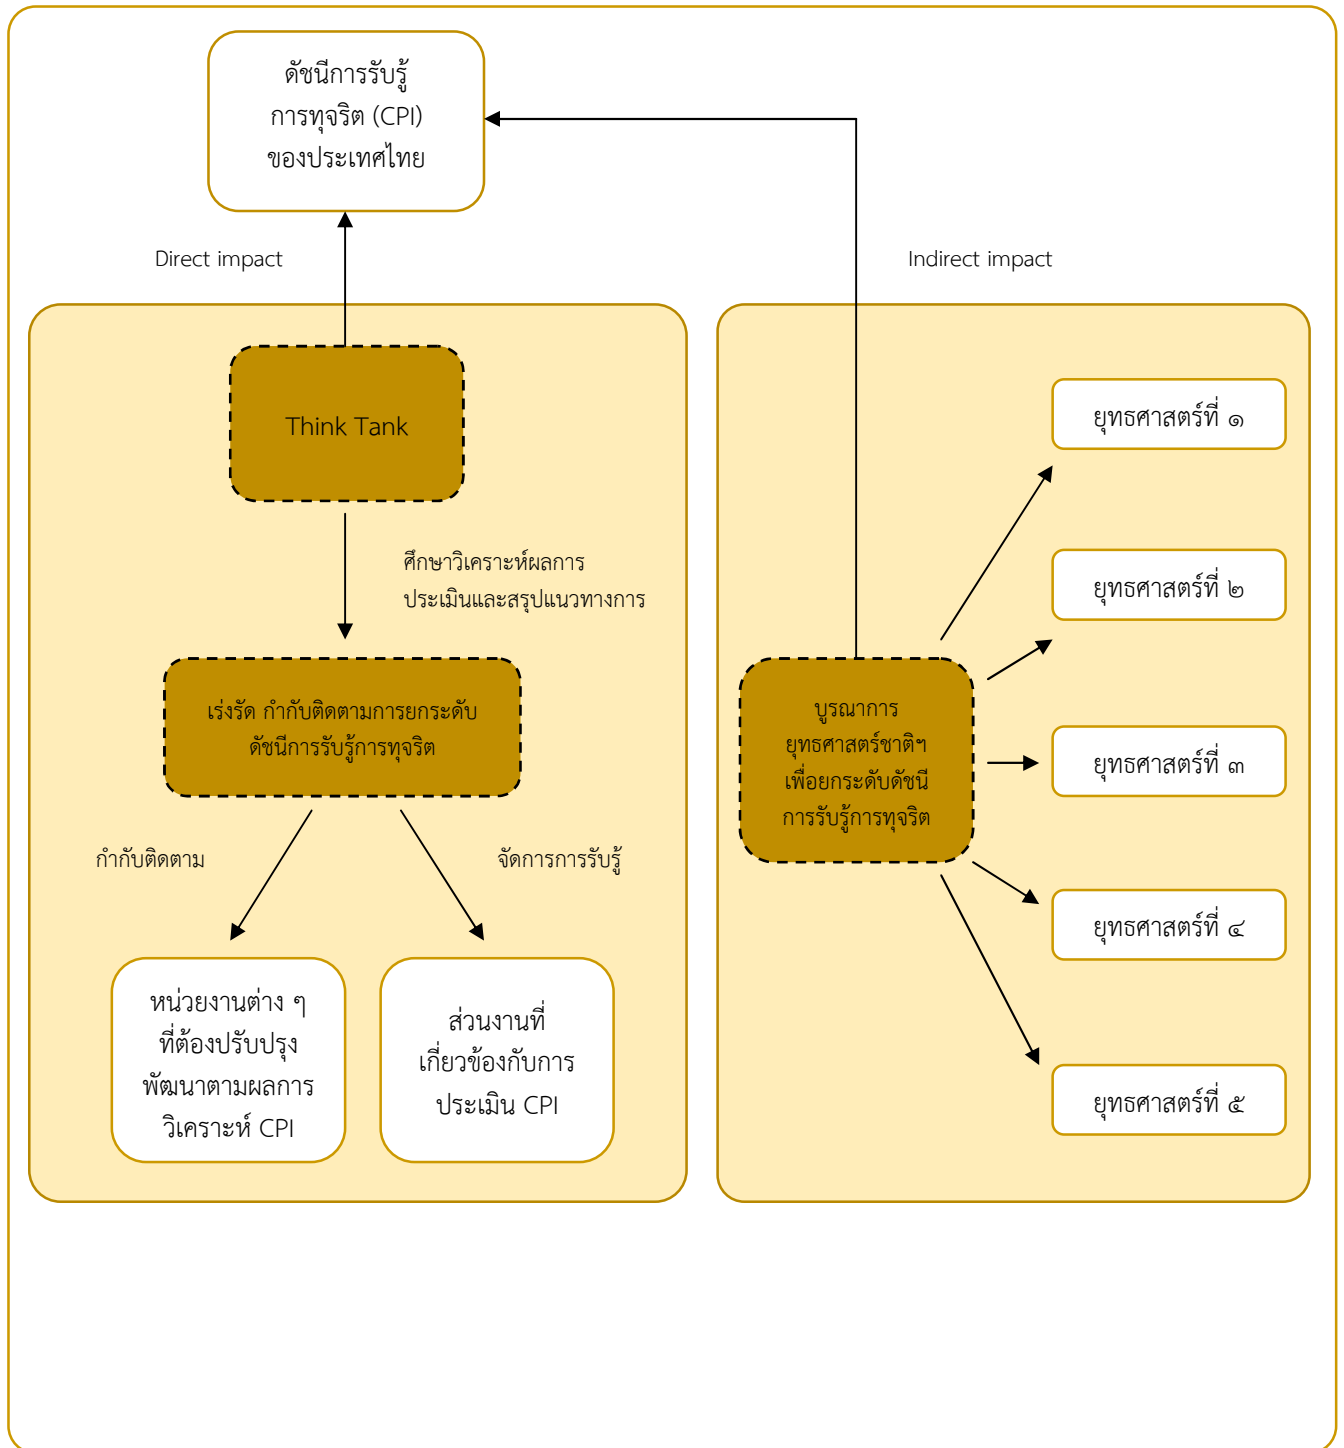 ดัชนีการรับรู้
การทุจริต (CPI)
ของประเทศไทย
Direct impact
Indirect impact
Think Tank
ศึกษาวิเคราะห์ผลการ
ประเมินและสรุปแนวทางการ
เร่งรัด กำกับติดตามการยกระดับ
ดัชนีการรับรู้การทุจริต
กำกับติดตาม
จัดการการรับรู้
หน่วยงานต่าง ๆ
ที่ต้องปรับปรุง
พัฒนาตามผลการ
วิเคราะห์ CPI
ส่วนงานที่
เกี่ยวข้องกับการ
ประเมิน CPI
บูรณาการ
ยุทธศาสตร์ชาติฯ
เพื่อยกระดับดัชนี
การรับรู้การทุจริต
ยุทธศาสตร์ที่ ๑
ยุทธศาสตร์ที่ ๒
ยุทธศาสตร์ที่ ๓
ยุทธศาสตร์ที่ ๔
ยุทธศาสตร์ที่ ๕